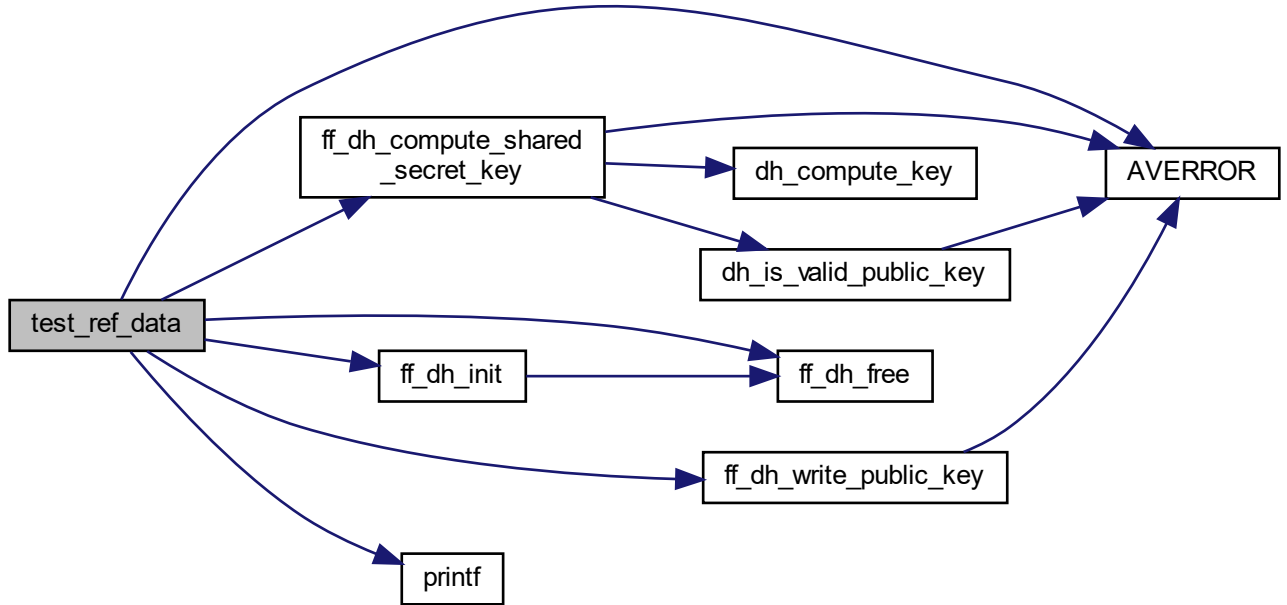 ff_dh_compute_shared
_secret_key
dh_compute_key
AVERROR
dh_is_valid_public_key
test_ref_data
ff_dh_init
ff_dh_free
ff_dh_write_public_key
printf